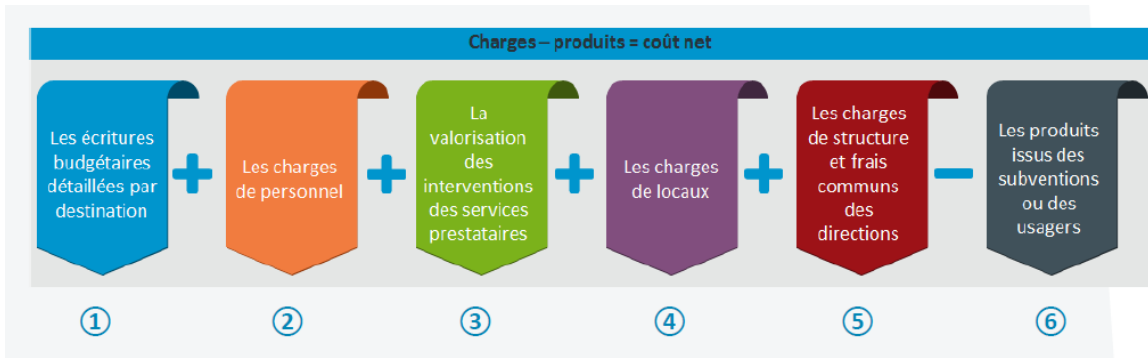 Charges – produits = coût net
Les écritures
budgétaires
détaillées par
destination
+
Les charges
de personnel
+
La
valorisation
des
interventions
des services
prestataires
+
Les charges
de locaux
+
Les charges
de structure
et frais
communs
des
directions
–
Les produits
issus des
subventions
ou des
usagers
① ② ③ ④ ⑤ ⑥